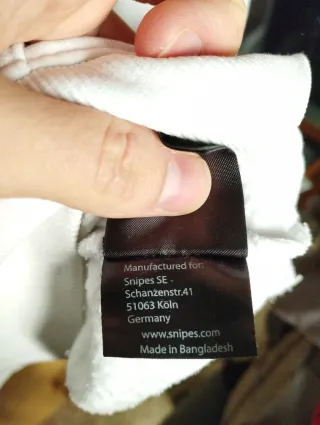 Manufactured for:
Snipes SE -
Schanzenstr.41
51063 Köln
Germany
www.snipes.com
Made in Bangladesh